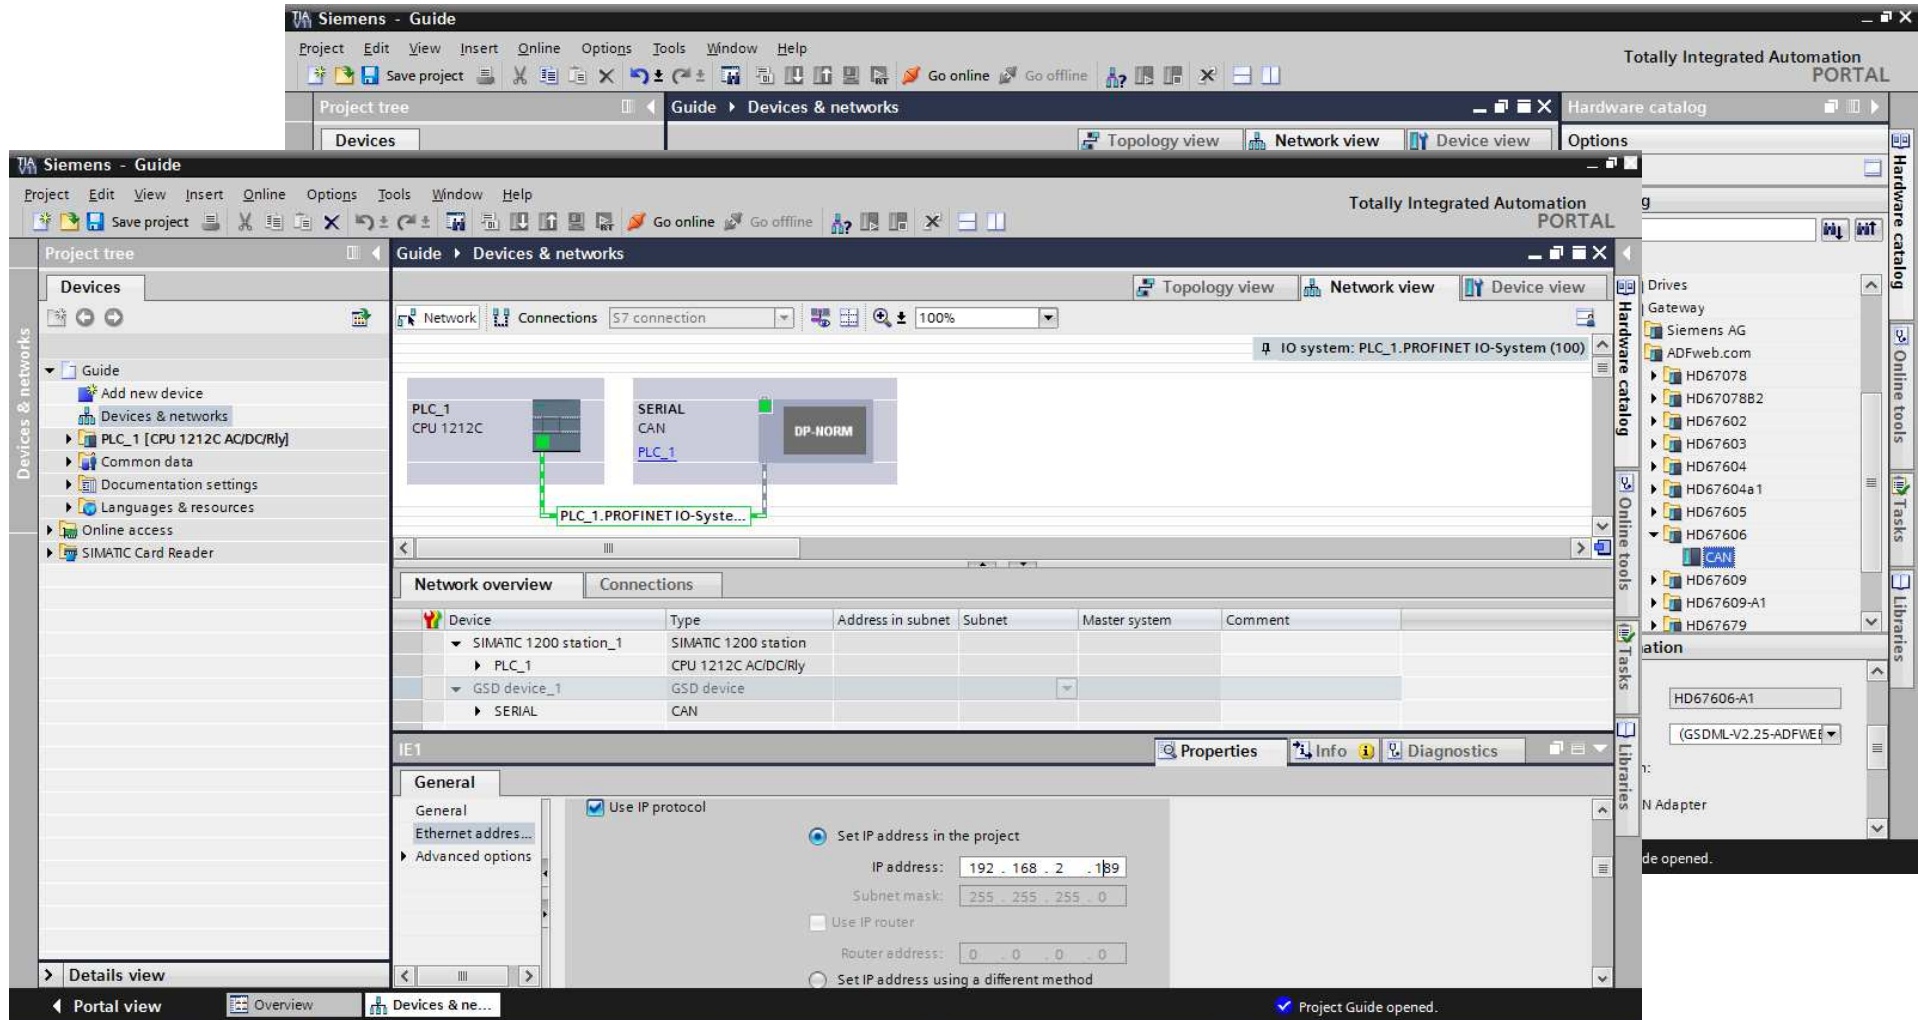 Siemens - Guide
Project Edit View Insert Online Options Tools Window Help
Totally Integrated Automation
PORTAL
Save project Go online Go offline
Project tree
Guide Devices & networks
Hardware catalog
Devices
Topology view Network view Device view
Options
Siemens - Guide
Project Edit View Insert Online Options Tools Window Help
Totally Integrated Automation
PORTAL
Save project Go online Go offline
Project tree
Guide Devices & networks
Devices
Topology view Network view Device view
Network Connections S7 connection 100%
IO system: PLC_1.PROFINET IO-System (100)
Guide
Add new device
Devices & networks
PLC_1 [CPU 1212C AC/DC/Rly]
Common data
Documentation settings
Languages & resources
Online access
SIMATIC Card Reader
Devices & networks
PLC_1
CPU 1212C
SERIAL
CAN
PLC_1
DP-NORM
PLC_1.PROFINET IO-Syste...
Network overview Connections
Device Type Address in subnet Subnet Master system Comment
SIMATIC 1200 station_1 SIMATIC 1200 station
PLC_1 CPU 1212C AC/DC/Rly
GSD device_1 GSD device
SERIAL CAN
IE1
Properties Info Diagnostics
General
General
Ethernet addres...
Advanced options
Use IP protocol
Set IP address in the project
IP address: 192 . 168 . 2 . 189
Subnet mask: 255 . 255 . 255 . 0
Use IP router
Router address: 0 . 0 . 0 . 0
Set IP address using a different method
Details view
Portal view Overview Devices & ne...
Project Guide opened.
Hardware catalog
Online tools
Tasks
Libraries
g
Drives
Gateway
Siemens AG
ADFweb.com
HD67078
HD67078B2
HD67602
HD67603
HD67604
HD67604a1
HD67605
HD67606
CAN
HD67609
HD67609-A1
HD67679
ation
HD67606-A1
(GSDML-V2.25-ADFWE
n:
N Adapter
de opened.
Hardware catalog
Online tools
Tasks
Libraries